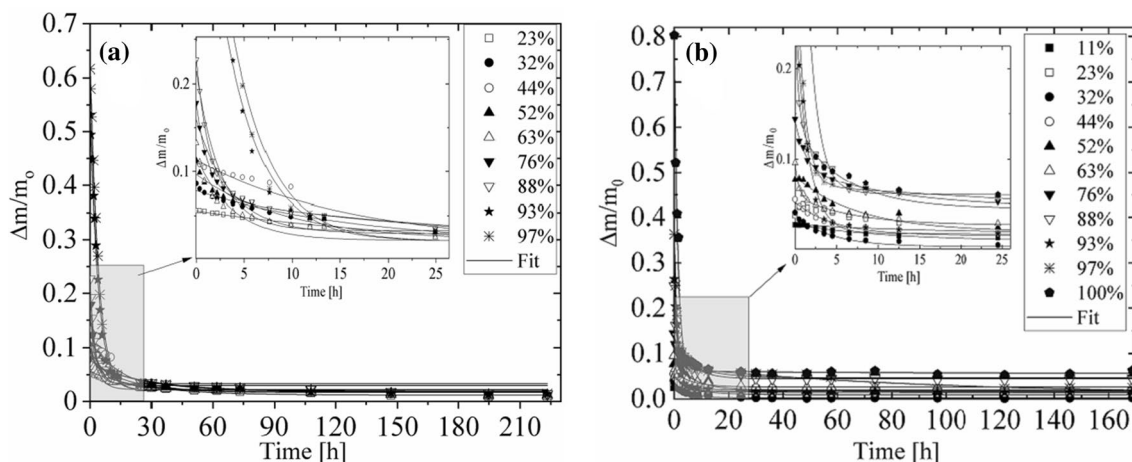 (a)
0.7
0.6
0.5
0.4
0.3
0.2
0.1
0
Δm/m₀
0 30 60 90 120 150 180 210
Time [h]
0.2
0.1
Δm/m₀
0 5 10 15 20 25
Time [h]
23%
32%
44%
52%
63%
76%
88%
93%
97%
Fit
(b)
0.8
0.7
0.6
0.5
0.4
0.3
0.2
0.1
0.0
Δm/m₀
0 20 40 60 80 100 120 140 160
Time [h]
0.2
0.1
Δm/m₀
0 5 10 15 20 25
Time [h]
11%
23%
32%
44%
52%
63%
76%
88%
93%
97%
100%
Fit